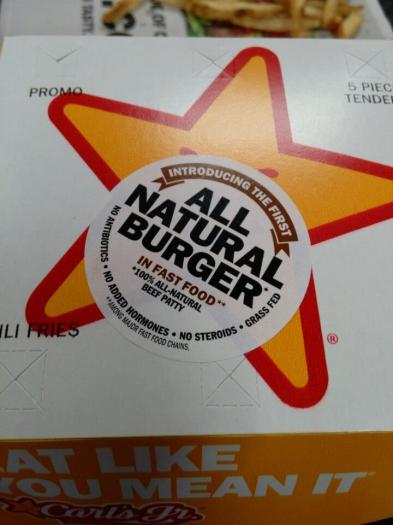 PROMO
5 PIEC
TENDE
INTRODUCING THE FIRST
ALL
NATURAL
BURGER*
IN FAST FOOD**
*100% ALL-NATURAL
BEEF PATTY
NO ANTIBIOTICS • NO ADDED HORMONES • NO STEROIDS • GRASS FED
**AMONG MAJOR FAST FOOD CHAINS.
ILI FRIES
®
EAT LIKE
YOU MEAN IT
Carl's Jr.